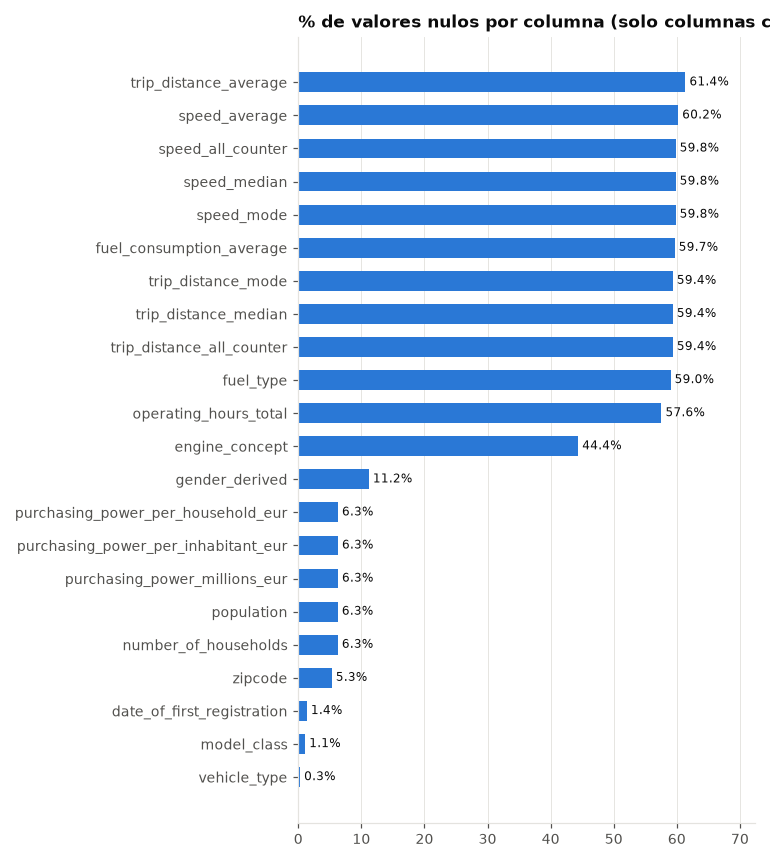 % de valores nulos por columna (solo columnas c
trip_distance_average 61.4%
speed_average 60.2%
speed_all_counter 59.8%
speed_median 59.8%
speed_mode 59.8%
fuel_consumption_average 59.7%
trip_distance_mode 59.4%
trip_distance_median 59.4%
trip_distance_all_counter 59.4%
fuel_type 59.0%
operating_hours_total 57.6%
engine_concept 44.4%
gender_derived 11.2%
purchasing_power_per_household_eur 6.3%
purchasing_power_per_inhabitant_eur 6.3%
purchasing_power_millions_eur 6.3%
population 6.3%
number_of_households 6.3%
zipcode 5.3%
date_of_first_registration 1.4%
model_class 1.1%
vehicle_type 0.3%
0 10 20 30 40 50 60 70